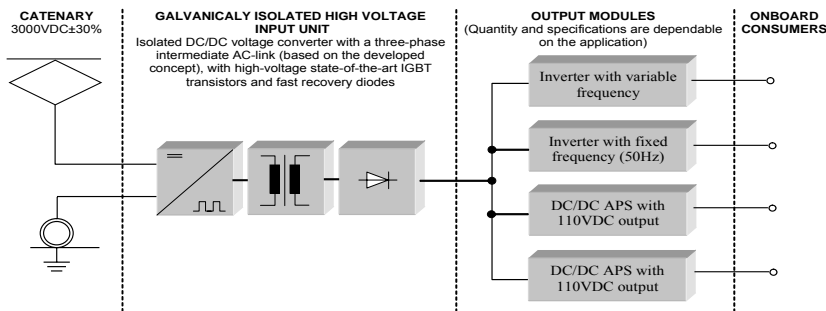 CATENARY
3000VDC±30%
GALVANICALY ISOLATED HIGH VOLTAGE
INPUT UNIT
Isolated DC/DC voltage converter with a three-phase
intermediate AC-link (based on the developed
concept), with high-voltage state-of-the-art IGBT
transistors and fast recovery diodes
OUTPUT MODULES
(Quantity and specifications are dependable
on the application)
ONBOARD
CONSUMERS
Inverter with variable
frequency
Inverter with fixed
frequency (50Hz)
DC/DC APS with
110VDC output
DC/DC APS with
110VDC output